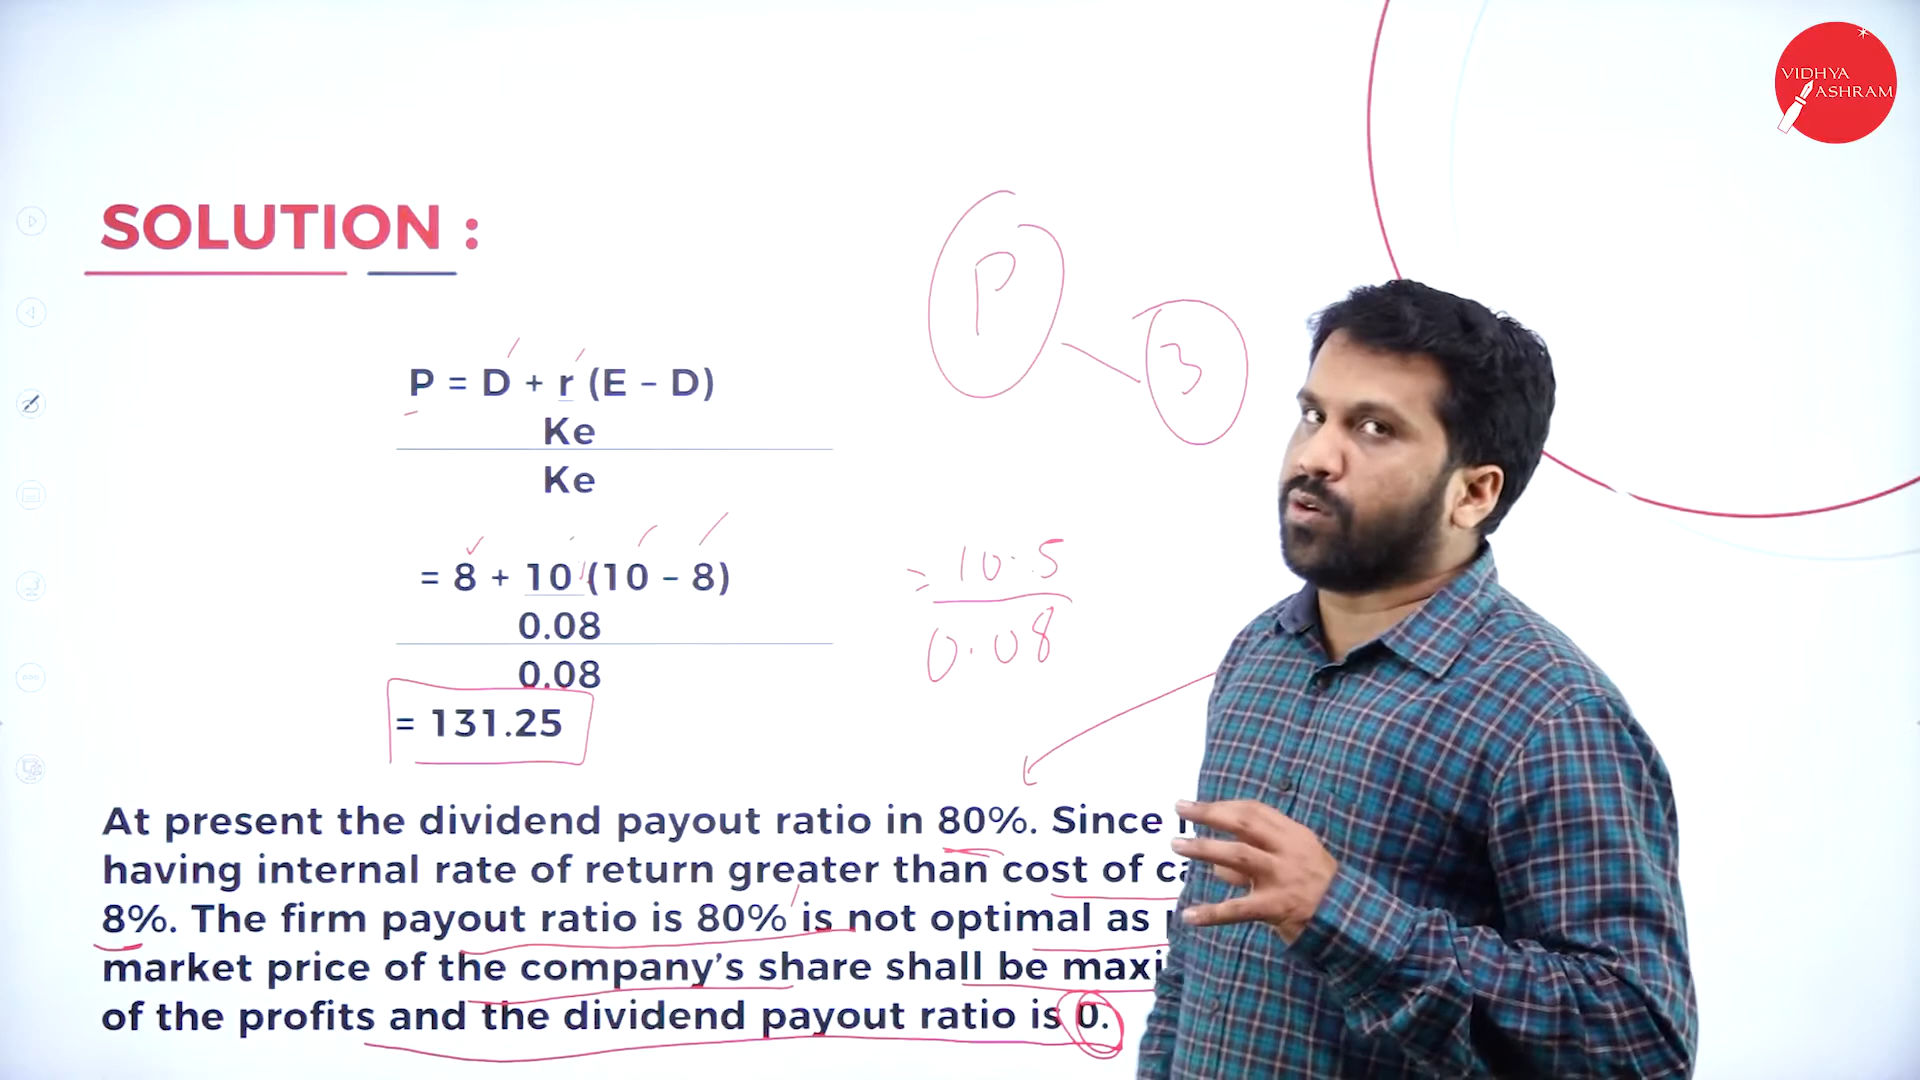 VIDHYA
ASHRAM
SOLUTION :
P
3
P = D + r (E – D)
Ke
Ke
= 8 + 10 (10 – 8)
0.08
0.08
= 10.5
0.08
= 131.25
At present the dividend payout ratio in 80%. Since
having internal rate of return greater than cost of
8%. The firm payout ratio is 80% is not optimal as
market price of the company's share shall be
of the profits and the dividend payout ratio is 0.